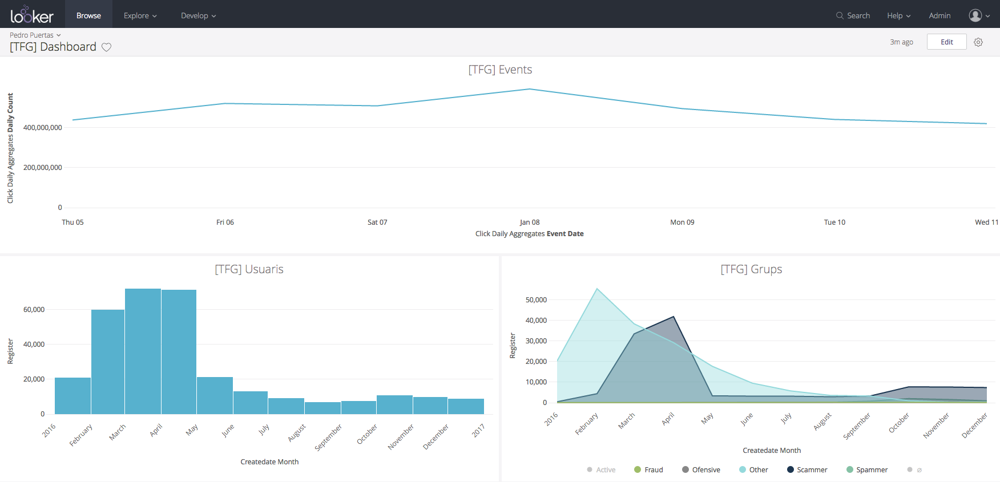 looker
Browse
Explore
Develop
Search
Help
Admin
Pedro Puertas
[TFG] Dashboard
3m ago
Edit
[TFG] Events
Click Daily Aggregates Daily Count
400,000,000
200,000,000
0
Thu 05
Fri 06
Sat 07
Jan 08
Mon 09
Tue 10
Wed 11
Click Daily Aggregates Event Date
[TFG] Usuaris
Register
60,000
40,000
20,000
0
2016
February
March
April
May
June
July
August
September
October
November
December
2017
Createdate Month
[TFG] Grups
Register
50,000
40,000
30,000
20,000
10,000
0
2016
February
March
April
May
June
July
August
September
October
November
December
Createdate Month
Active
Fraud
Ofensive
Other
Scammer
Spammer
∅